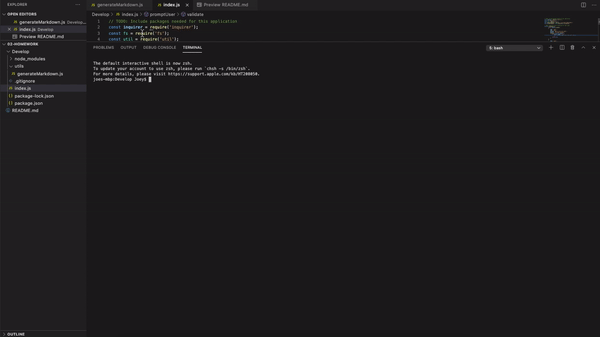 EXPLORER
OPEN EDITORS
generateMarkdown.js Develop...
index.js Develop
Preview README.md
03-HOMEWORK
Develop
node_modules
utils
generateMarkdown.js
.gitignore
index.js
package-lock.json
package.json
README.md
OUTLINE
generateMarkdown.js
index.js
Preview README.md
Develop > index.js > promptUser > validate
1 // TODO: Include packages needed for this application
2 const inquirer = require('inquirer');
3 const fs = require('fs');
4 const util = require('util');
PROBLEMS OUTPUT DEBUG CONSOLE TERMINAL
5: bash
The default interactive shell is now zsh.
To update your account to use zsh, please run `chsh -s /bin/zsh`.
For more details, please visit https://support.apple.com/kb/HT208050.
joes-mbp:Develop Joey$